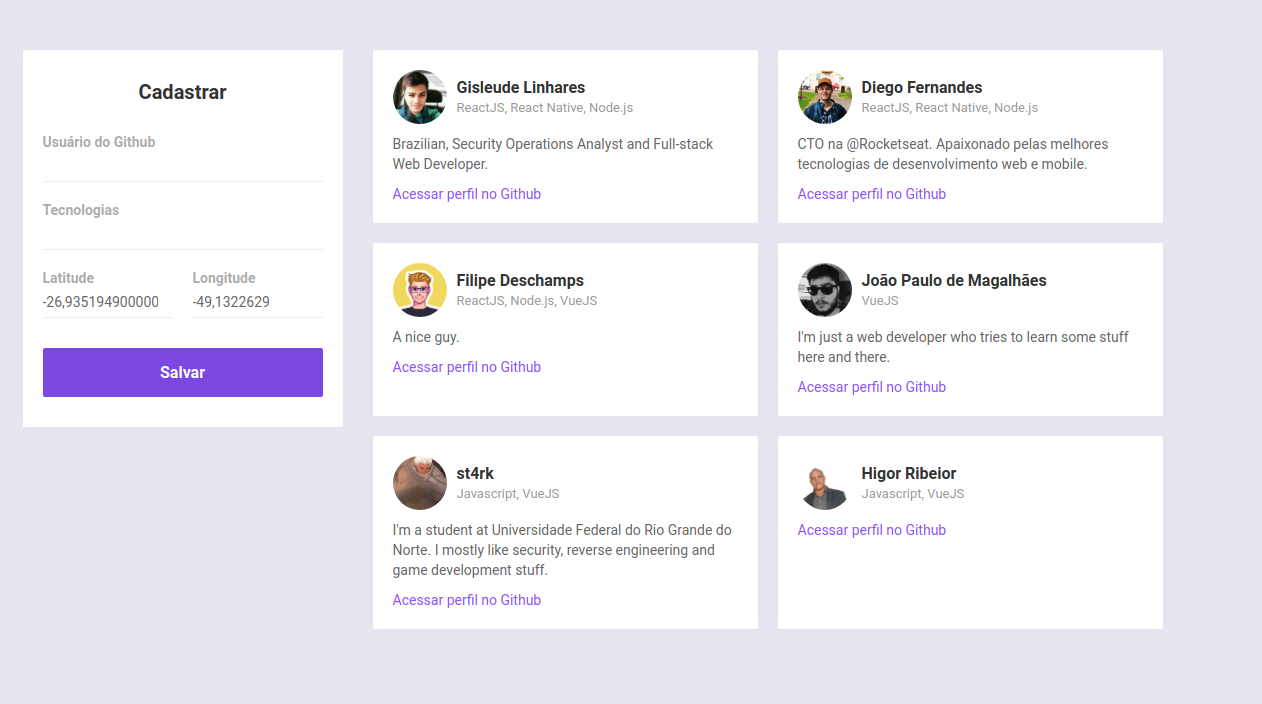 Cadastrar
Usuário do Github
Tecnologias
Latitude
Longitude
-26,935194900000
-49,1322629
Salvar
Gisleude Linhares
ReactJS, React Native, Node.js
Brazilian, Security Operations Analyst and Full-stack
Web Developer.
Acessar perfil no Github
Diego Fernandes
ReactJS, React Native, Node.js
CTO na @Rocketseat. Apaixonado pelas melhores
tecnologias de desenvolvimento web e mobile.
Acessar perfil no Github
Filipe Deschamps
ReactJS, Node.js, VueJS
A nice guy.
Acessar perfil no Github
João Paulo de Magalhães
VueJS
I'm just a web developer who tries to learn some stuff
here and there.
Acessar perfil no Github
st4rk
Javascript, VueJS
I'm a student at Universidade Federal do Rio Grande do
Norte. I mostly like security, reverse engineering and
game development stuff.
Acessar perfil no Github
Higor Ribeior
Javascript, VueJS
Acessar perfil no Github